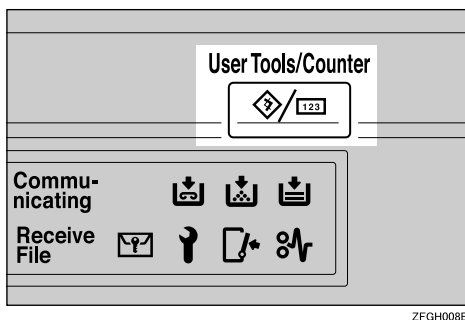 User Tools/Counter
123
Commu-
nicating
Receive
File
ZFGH008E